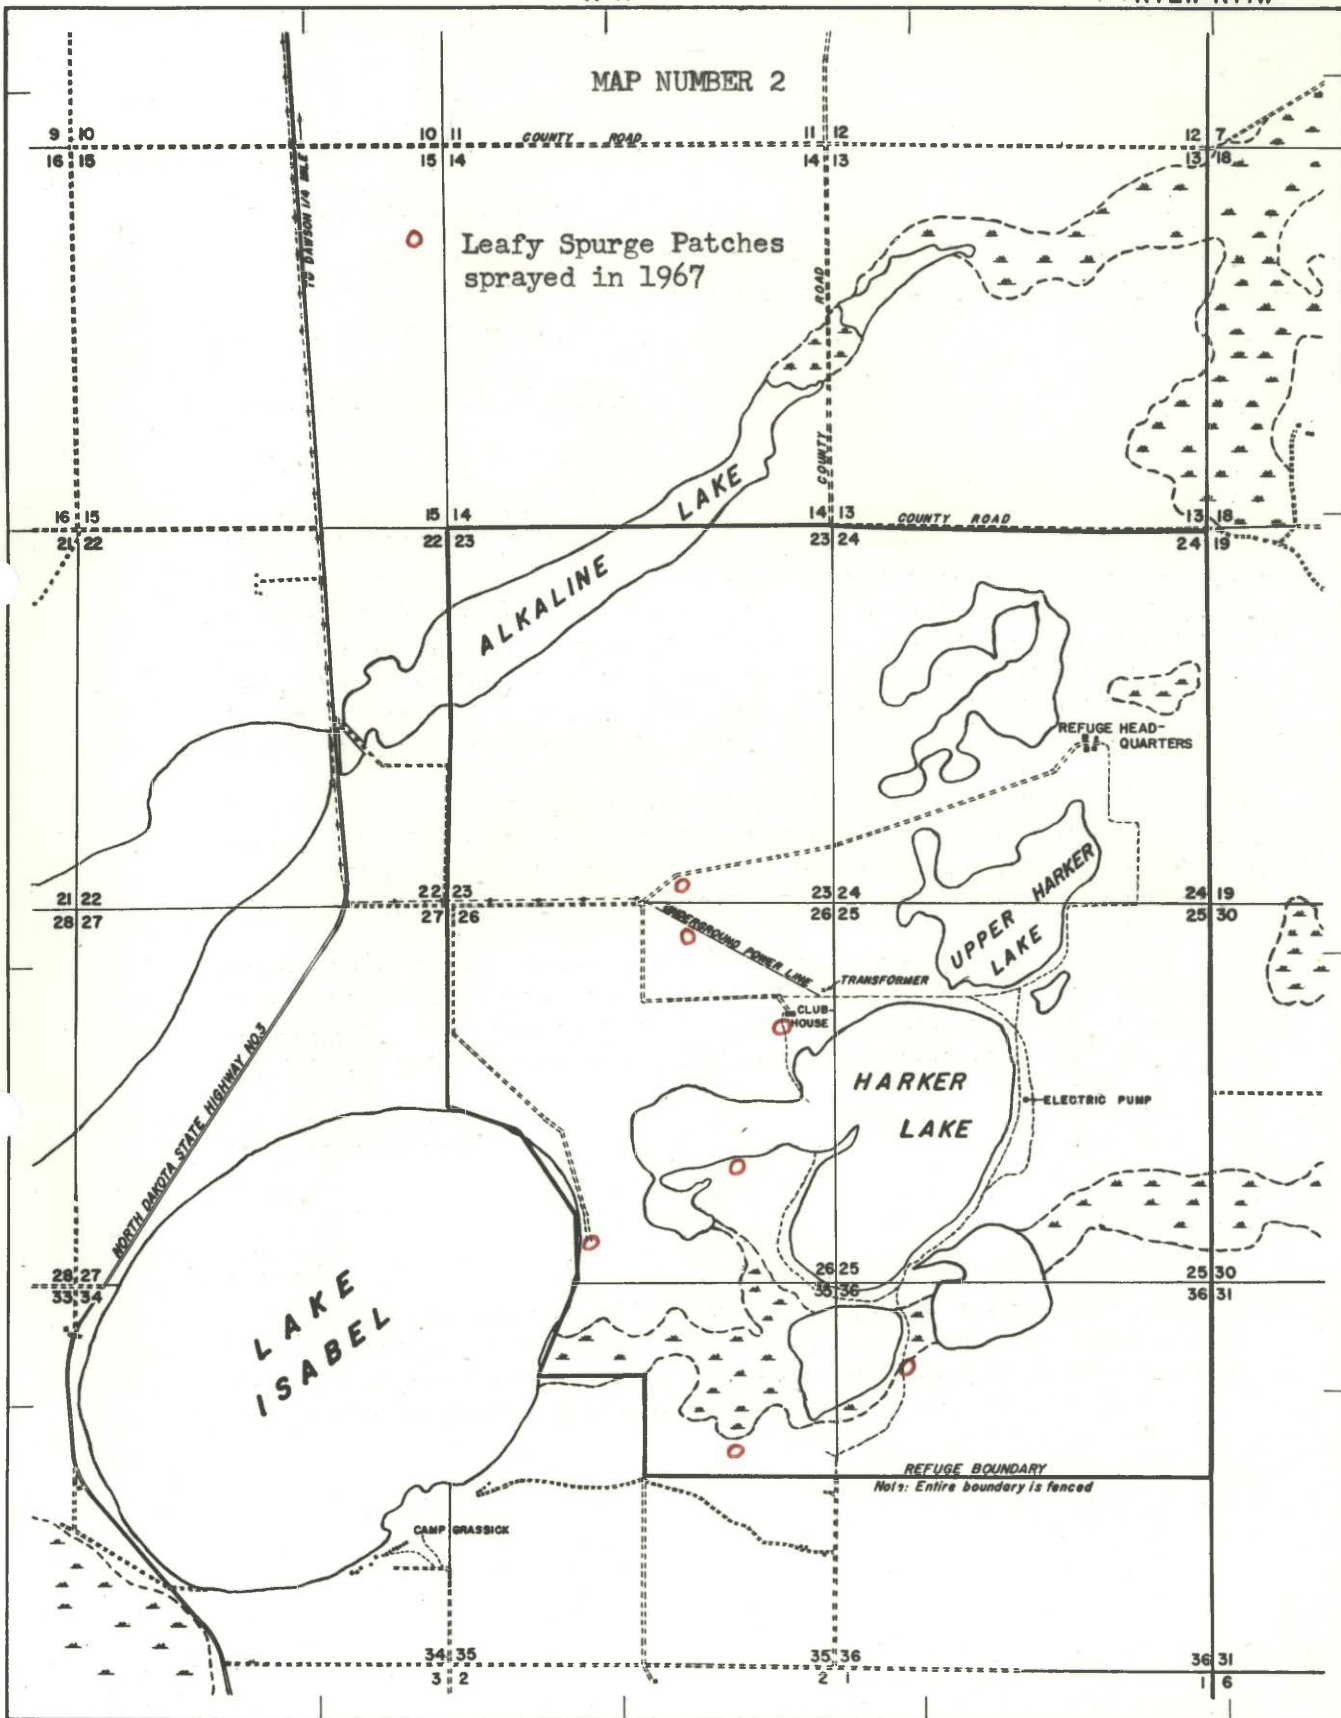 MAP NUMBER 2
9 10 10 11 COUNTY ROAD 11 12 12 7
16 15 15 14 14 13 13 18
TO DAWSON 1/4 MILE
Leafy Spurge Patches
sprayed in 1967
COUNTY ROAD
ALKALINE LAKE
16 15 15 14 14 13 COUNTY ROAD 13 18
21 22 22 23 23 24 24 19
REFUGE HEAD-
QUARTERS
21 22 22 23 23 24 24 19
28 27 27 26 26 25 25 30
UPPER HARKER
LAKE
UNDERGROUND POWER LINE
TRANSFORMER
CLUB
HOUSE
NORTH DAKOTA STATE HIGHWAY NO.3
HARKER
LAKE
ELECTRIC PUMP
28 27 26 25 25 30
33 34 35 36 36 31
LAKE
ISABEL
REFUGE BOUNDARY
Note: Entire boundary is fenced
CAMP GRASSICK
34 35 35 36 36 31
3 2 2 1 1 6